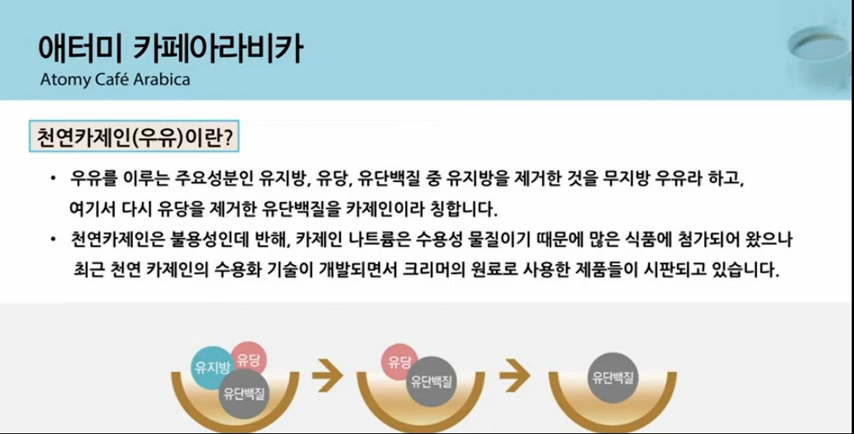 애터미 카페아라비카
Atomy Café Arabica
천연카제인(우유)이란?
• 우유를 이루는 주요성분인 유지방, 유당, 유단백질 중 유지방을 제거한 것을 무지방 우유라 하고,
여기서 다시 유당을 제거한 유단백질을 카제인이라 칭합니다.
• 천연카제인은 불용성인데 반해, 카제인 나트륨은 수용성 물질이기 때문에 많은 식품에 첨가되어 왔으나
최근 천연 카제인의 수용화 기술이 개발되면서 크리머의 원료로 사용한 제품들이 시판되고 있습니다.
유지방 유당 유단백질
유당 유단백질
유단백질